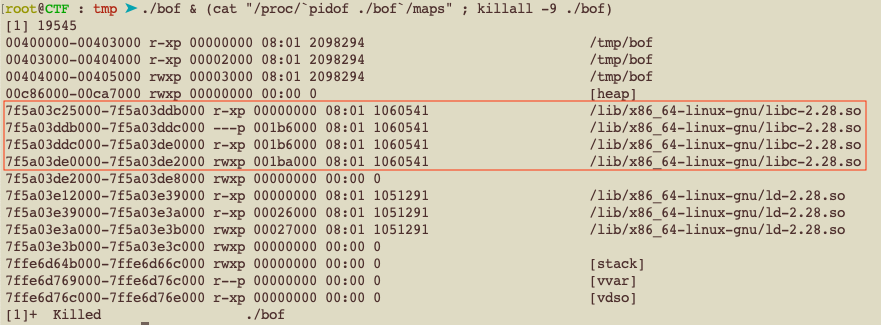 [root@CTF : tmp ➤ ./bof & (cat "/proc/`pidof ./bof`/maps" ; killall -9 ./bof)
[1] 19545
00400000-00403000 r-xp 00000000 08:01 2098294 /tmp/bof
00403000-00404000 r-xp 00002000 08:01 2098294 /tmp/bof
00404000-00405000 rwxp 00003000 08:01 2098294 /tmp/bof
00c86000-00ca7000 rwxp 00000000 00:00 0 [heap]
7f5a03c25000-7f5a03ddb000 r-xp 00000000 08:01 1060541 /lib/x86_64-linux-gnu/libc-2.28.so
7f5a03ddb000-7f5a03ddc000 ---p 001b6000 08:01 1060541 /lib/x86_64-linux-gnu/libc-2.28.so
7f5a03ddc000-7f5a03de0000 r-xp 001b6000 08:01 1060541 /lib/x86_64-linux-gnu/libc-2.28.so
7f5a03de0000-7f5a03de2000 rwxp 001ba000 08:01 1060541 /lib/x86_64-linux-gnu/libc-2.28.so
7f5a03de2000-7f5a03de8000 rwxp 00000000 00:00 0
7f5a03e12000-7f5a03e39000 r-xp 00000000 08:01 1051291 /lib/x86_64-linux-gnu/ld-2.28.so
7f5a03e39000-7f5a03e3a000 r-xp 00026000 08:01 1051291 /lib/x86_64-linux-gnu/ld-2.28.so
7f5a03e3a000-7f5a03e3b000 rwxp 00027000 08:01 1051291 /lib/x86_64-linux-gnu/ld-2.28.so
7f5a03e3b000-7f5a03e3c000 rwxp 00000000 00:00 0
7ffe6d64b000-7ffe6d66c000 rwxp 00000000 00:00 0 [stack]
7ffe6d769000-7ffe6d76c000 r--p 00000000 00:00 0 [vvar]
7ffe6d76c000-7ffe6d76e000 r-xp 00000000 00:00 0 [vdso]
[1]+  Killed ./bof